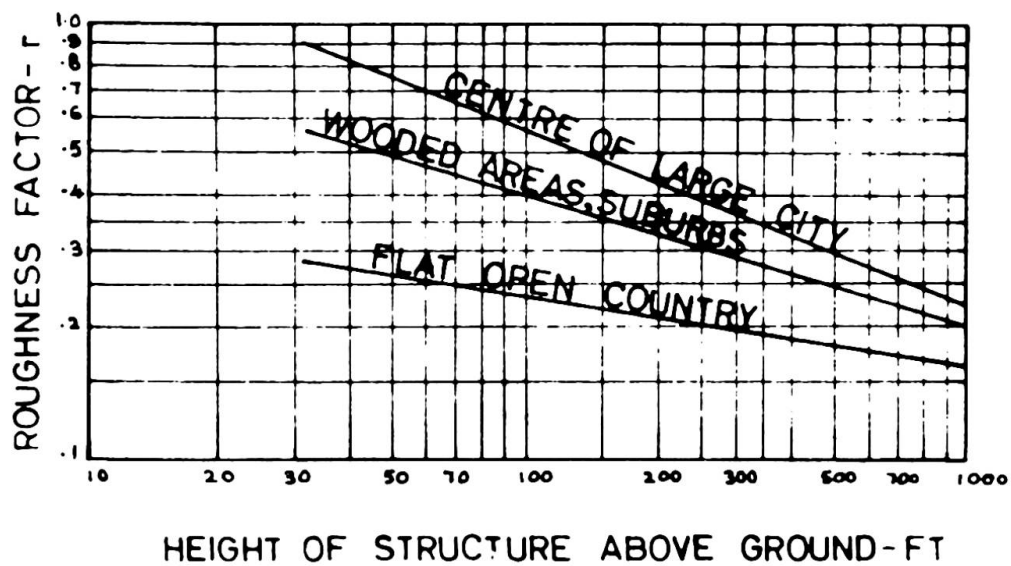 ROUGHNESS FACTOR-r
1.0
.9
.8
.7
.6
.5
.4
.3
.2
.1
CENTRE OF LARGE CITY
WOODED AREAS,SUBURBS
FLAT OPEN COUNTRY
10 20 30 50 70 100 200 300 500 700 1000
HEIGHT OF STRUCTURE ABOVE GROUND-FT